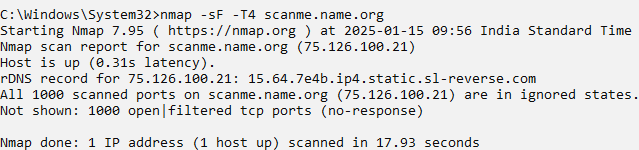 C:\Windows\System32>nmap -sF -T4 scanme.name.org
Starting Nmap 7.95 ( https://nmap.org ) at 2025-01-15 09:56 India Standard Time
Nmap scan report for scanme.name.org (75.126.100.21)
Host is up (0.31s latency).
rDNS record for 75.126.100.21: 15.64.7e4b.ip4.static.sl-reverse.com
All 1000 scanned ports on scanme.name.org (75.126.100.21) are in ignored states.
Not shown: 1000 open|filtered tcp ports (no-response)
Nmap done: 1 IP address (1 host up) scanned in 17.93 seconds